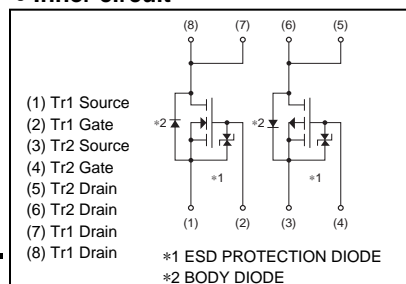 (8) (7) (6) (5)
(1) Tr1 Source
(2) Tr1 Gate
(3) Tr2 Source
(4) Tr2 Gate
(5) Tr2 Drain
(6) Tr2 Drain
(7) Tr1 Drain
(8) Tr1 Drain
∗2 ∗2
∗1 ∗1
(1) (2) (3) (4)
∗1 ESD PROTECTION DIODE
∗2 BODY DIODE